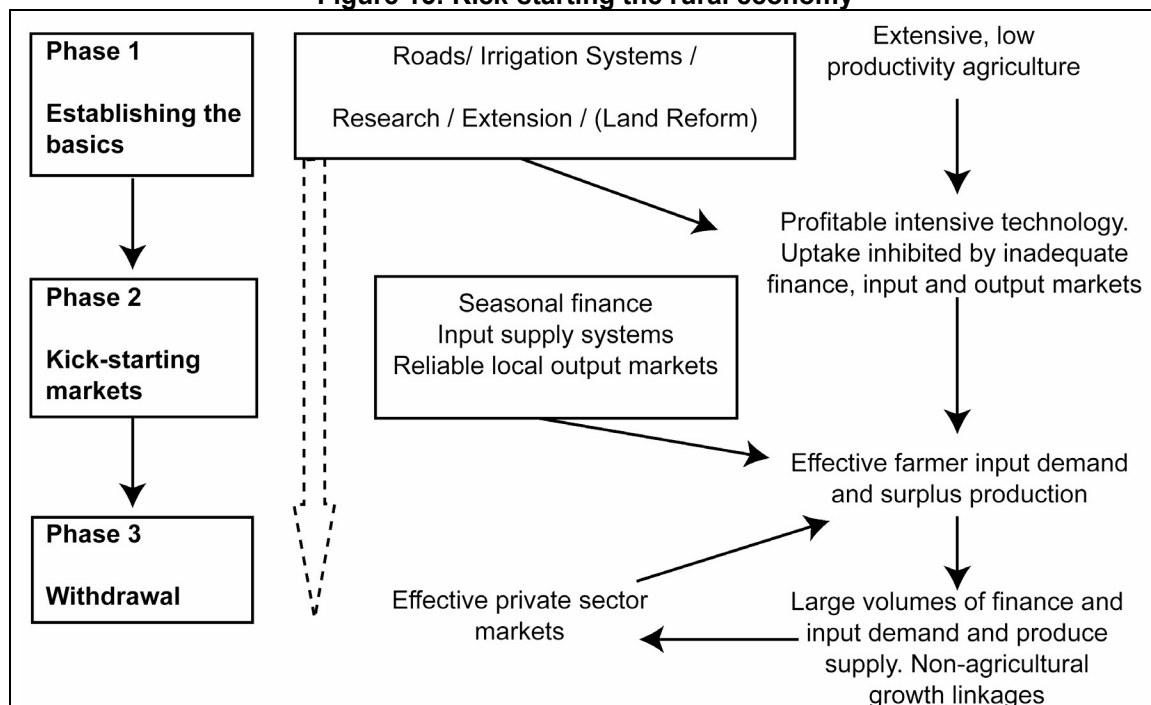 Phase 1
Establishing the
basics
Roads/ Irrigation Systems /
Research / Extension / (Land Reform)
Extensive, low
productivity agriculture
Profitable intensive technology.
Uptake inhibited by inadequate
finance, input and output markets
Phase 2
Kick-starting
markets
Seasonal finance
Input supply systems
Reliable local output markets
Effective farmer input demand
and surplus production
Phase 3
Withdrawal
Effective private sector
markets
Large volumes of finance and
input demand and produce
supply. Non-agricultural
growth linkages